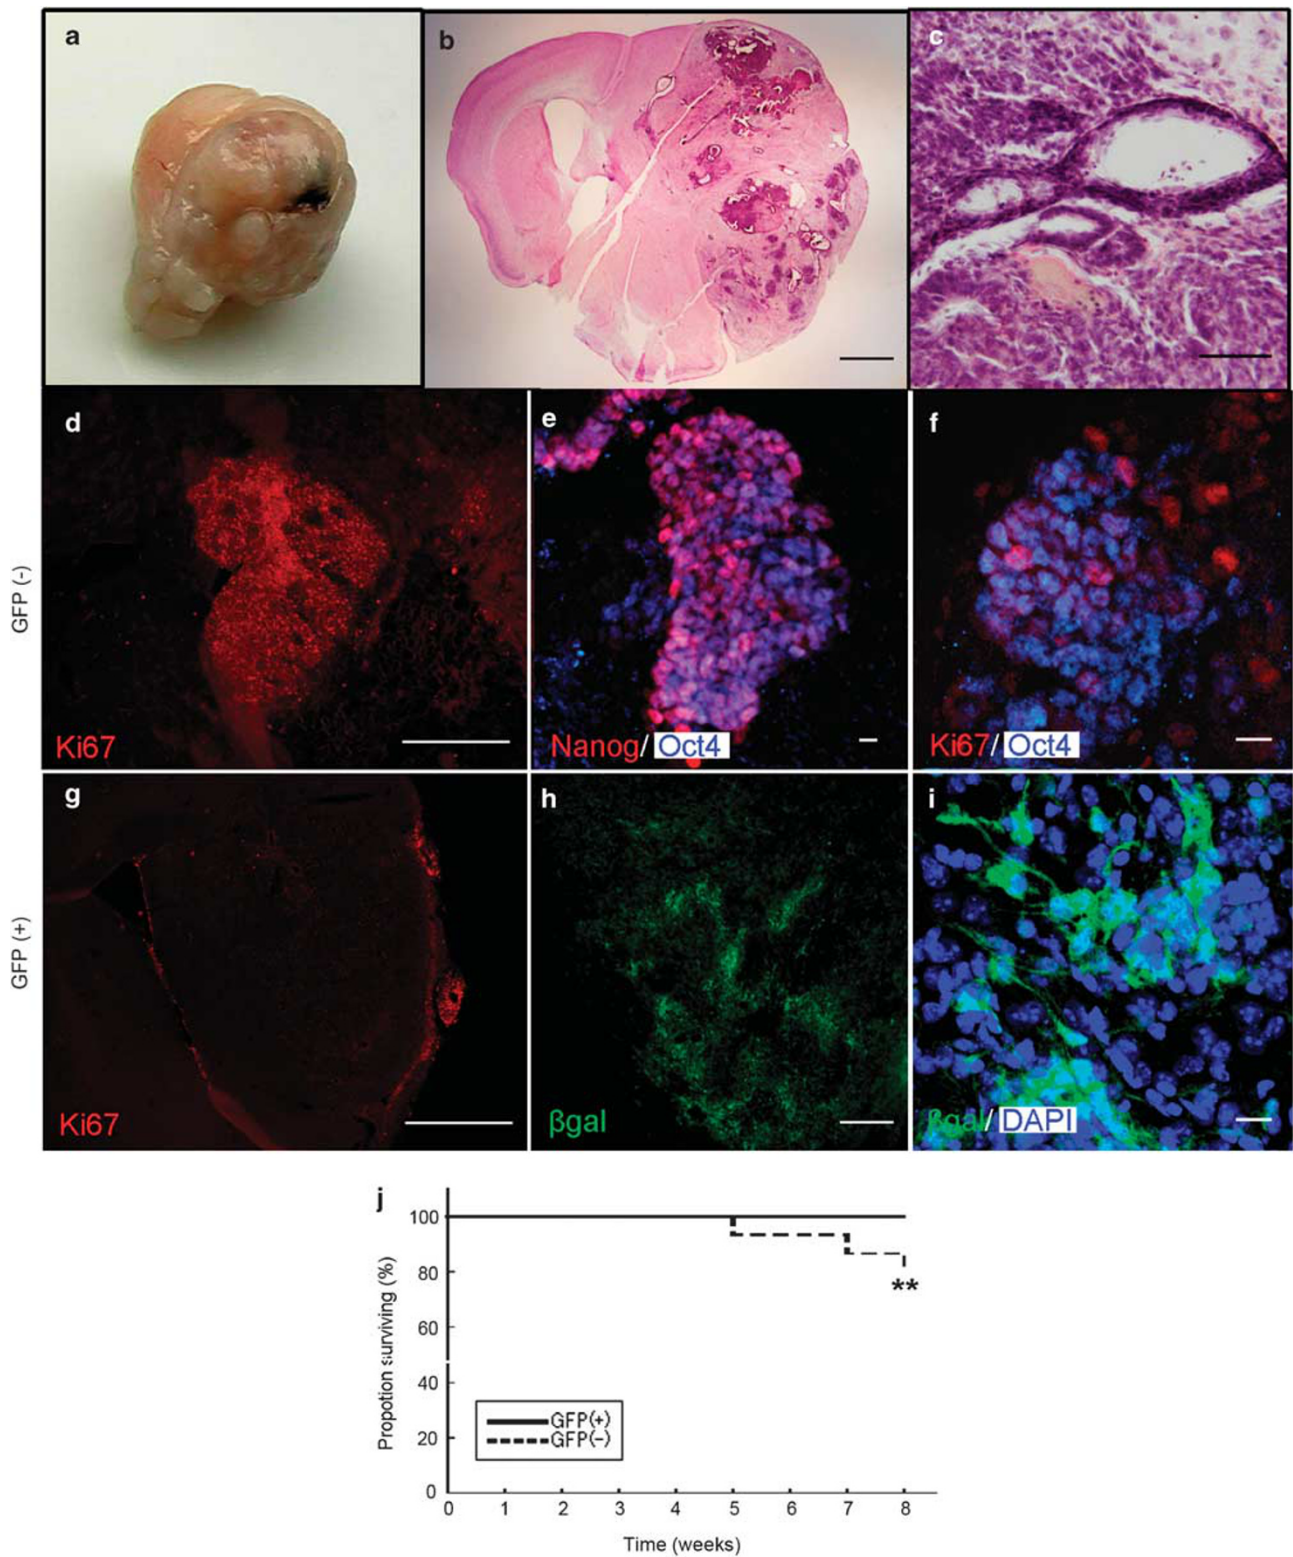 a
b
c
GFP (-)
d
Ki67
e
Nanog/ Oct4
f
Ki67/ Oct4
GFP (+)
g
Ki67
h
βgal
i
βgal/ DAPI
j
Propotion surviving (%)
100
80
60
40
20
0
**
GFP(+)
GFP(-)
0 1 2 3 4 5 6 7 8
Time (weeks)